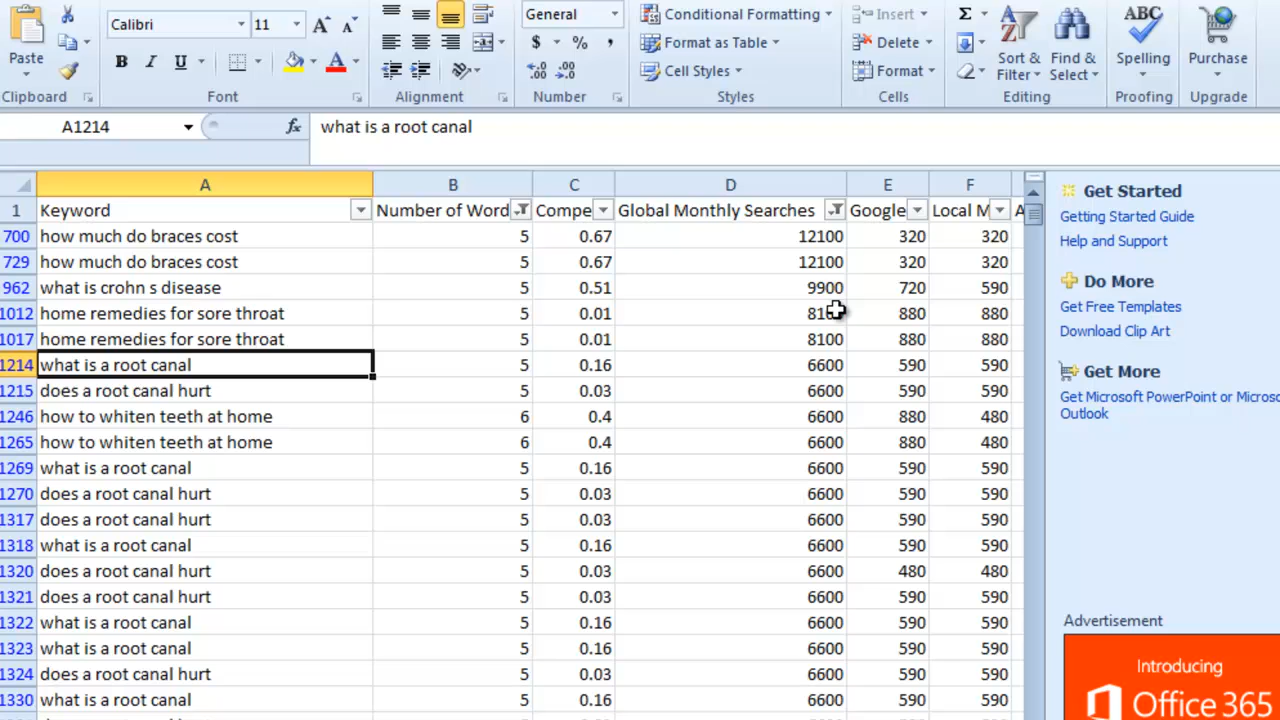 Calibri 11 General Conditional Formatting Insert Σ ABC
Paste Format as Table Delete Sort & Find & Spelling Purchase
B I U $ % , Cell Styles Format Filter Select
Clipboard Font Alignment Number Styles Cells Editing Proofing Upgrade
A1214 fx what is a root canal
A B C D E F
1 Keyword Number of Word Compe Global Monthly Searches Google Local M A
700 how much do braces cost 5 0.67 12100 320 320
729 how much do braces cost 5 0.67 12100 320 320
962 what is crohn s disease 5 0.51 9900 720 590
1012 home remedies for sore throat 5 0.01 8100 880 880
1017 home remedies for sore throat 5 0.01 8100 880 880
1214 what is a root canal 5 0.16 6600 590 590
1215 does a root canal hurt 5 0.03 6600 590 590
1246 how to whiten teeth at home 6 0.4 6600 880 480
1265 how to whiten teeth at home 6 0.4 6600 880 480
1269 what is a root canal 5 0.16 6600 590 590
1270 does a root canal hurt 5 0.03 6600 590 590
1317 does a root canal hurt 5 0.03 6600 590 590
1318 what is a root canal 5 0.16 6600 590 590
1320 does a root canal hurt 5 0.03 6600 480 480
1321 does a root canal hurt 5 0.03 6600 590 590
1322 what is a root canal 5 0.16 6600 590 590
1323 what is a root canal 5 0.16 6600 590 590
1324 does a root canal hurt 5 0.03 6600 590 590
1330 what is a root canal 5 0.16 6600 590 590
Get Started
Getting Started Guide
Help and Support
Do More
Get Free Templates
Download Clip Art
Get More
Get Microsoft PowerPoint or Micros
Outlook
Advertisement
Introducing
Office 365